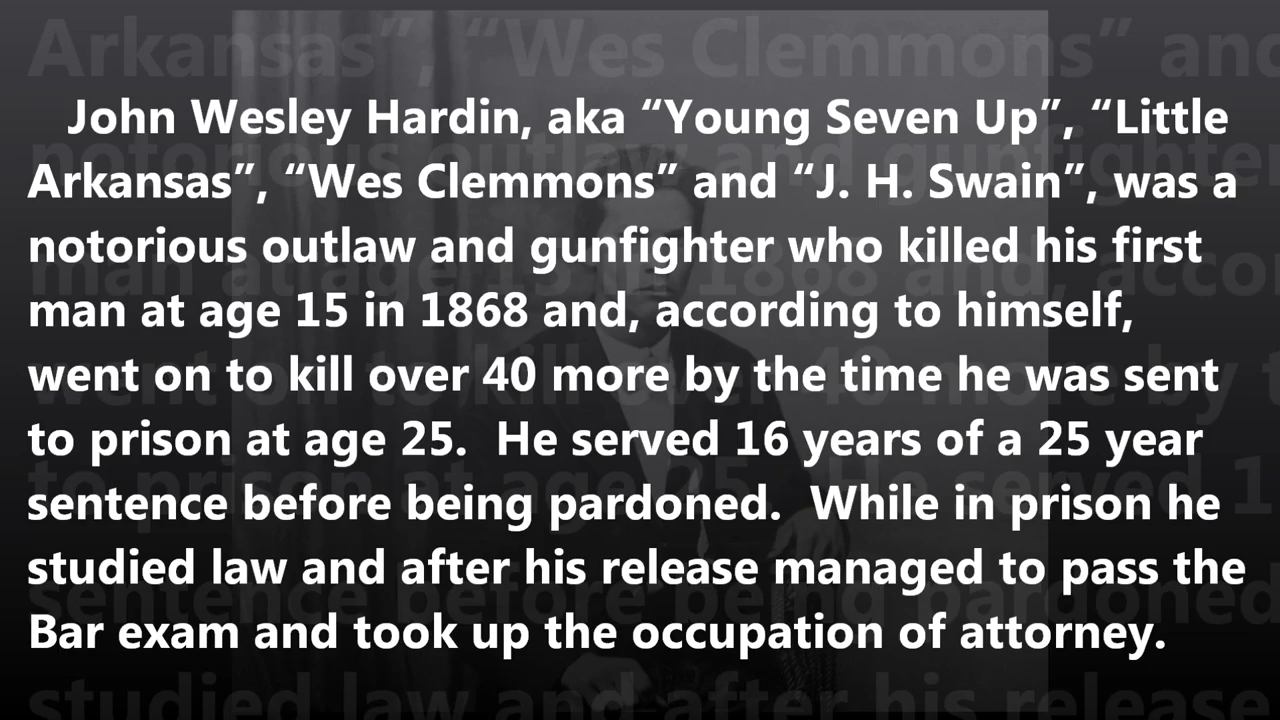 John Wesley Hardin, aka “Young Seven Up”, “Little
Arkansas”, “Wes Clemmons” and “J. H. Swain”, was a
notorious outlaw and gunfighter who killed his first
man at age 15 in 1868 and, according to himself,
went on to kill over 40 more by the time he was sent
to prison at age 25.  He served 16 years of a 25 year
sentence before being pardoned.  While in prison he
studied law and after his release managed to pass the
Bar exam and took up the occupation of attorney.